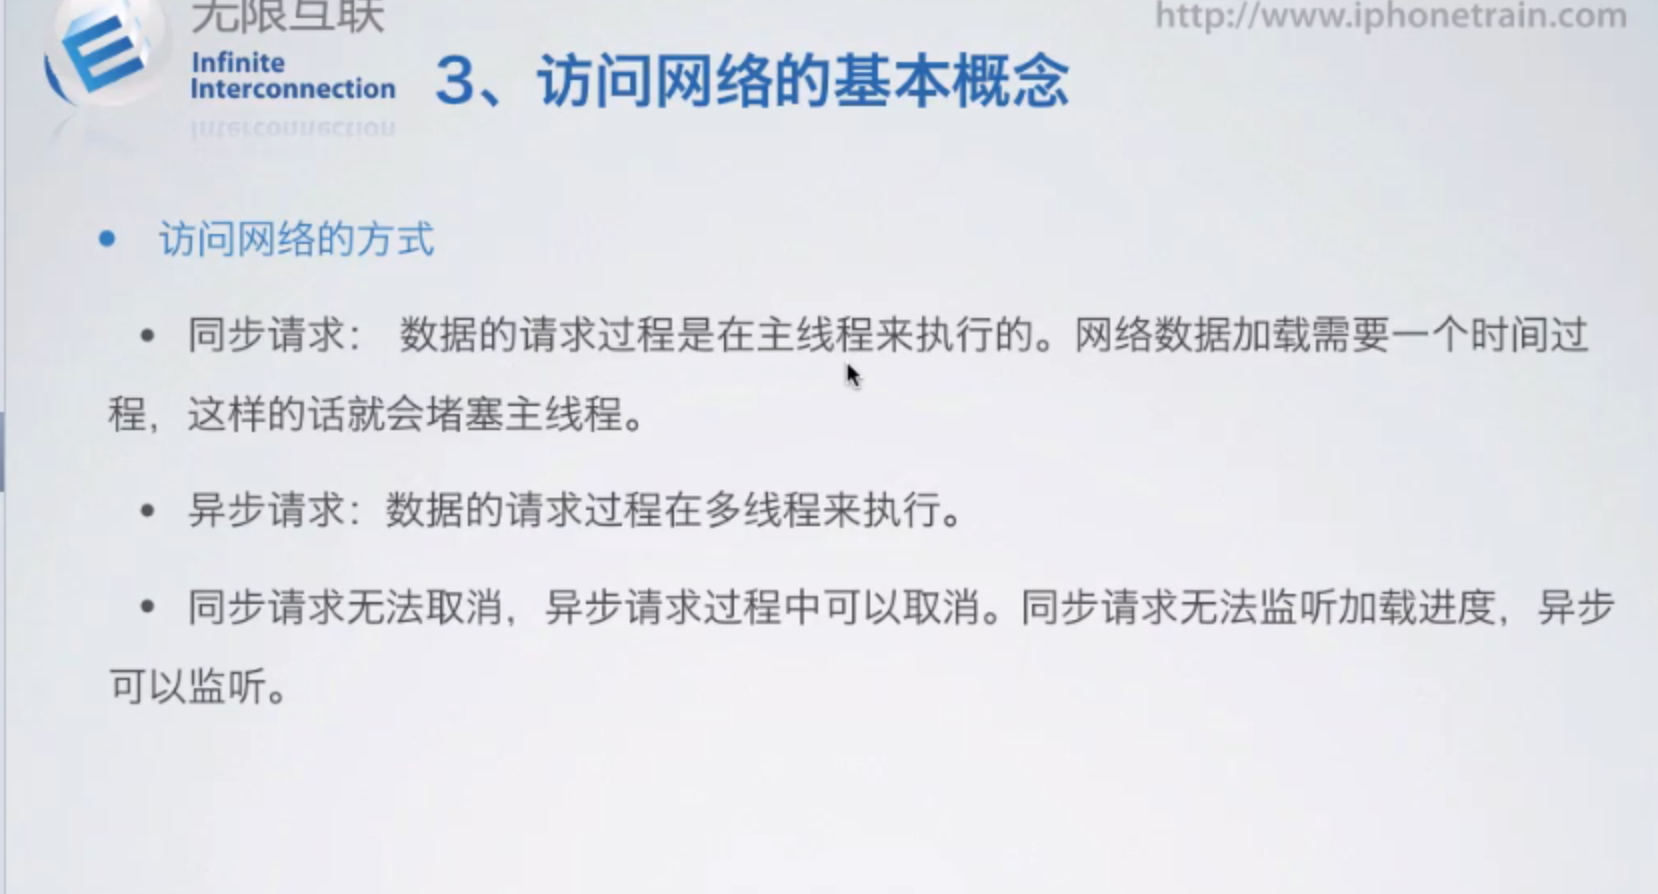 无限互联
http://www.iphonetrain.com
Infinite
Interconnection
3、访问网络的基本概念
• 访问网络的方式
• 同步请求： 数据的请求过程是在主线程来执行的。网络数据加载需要一个时间过
程，这样的话就会堵塞主线程。
• 异步请求：数据的请求过程在多线程来执行。
• 同步请求无法取消，异步请求过程中可以取消。同步请求无法监听加载进度，异步
可以监听。